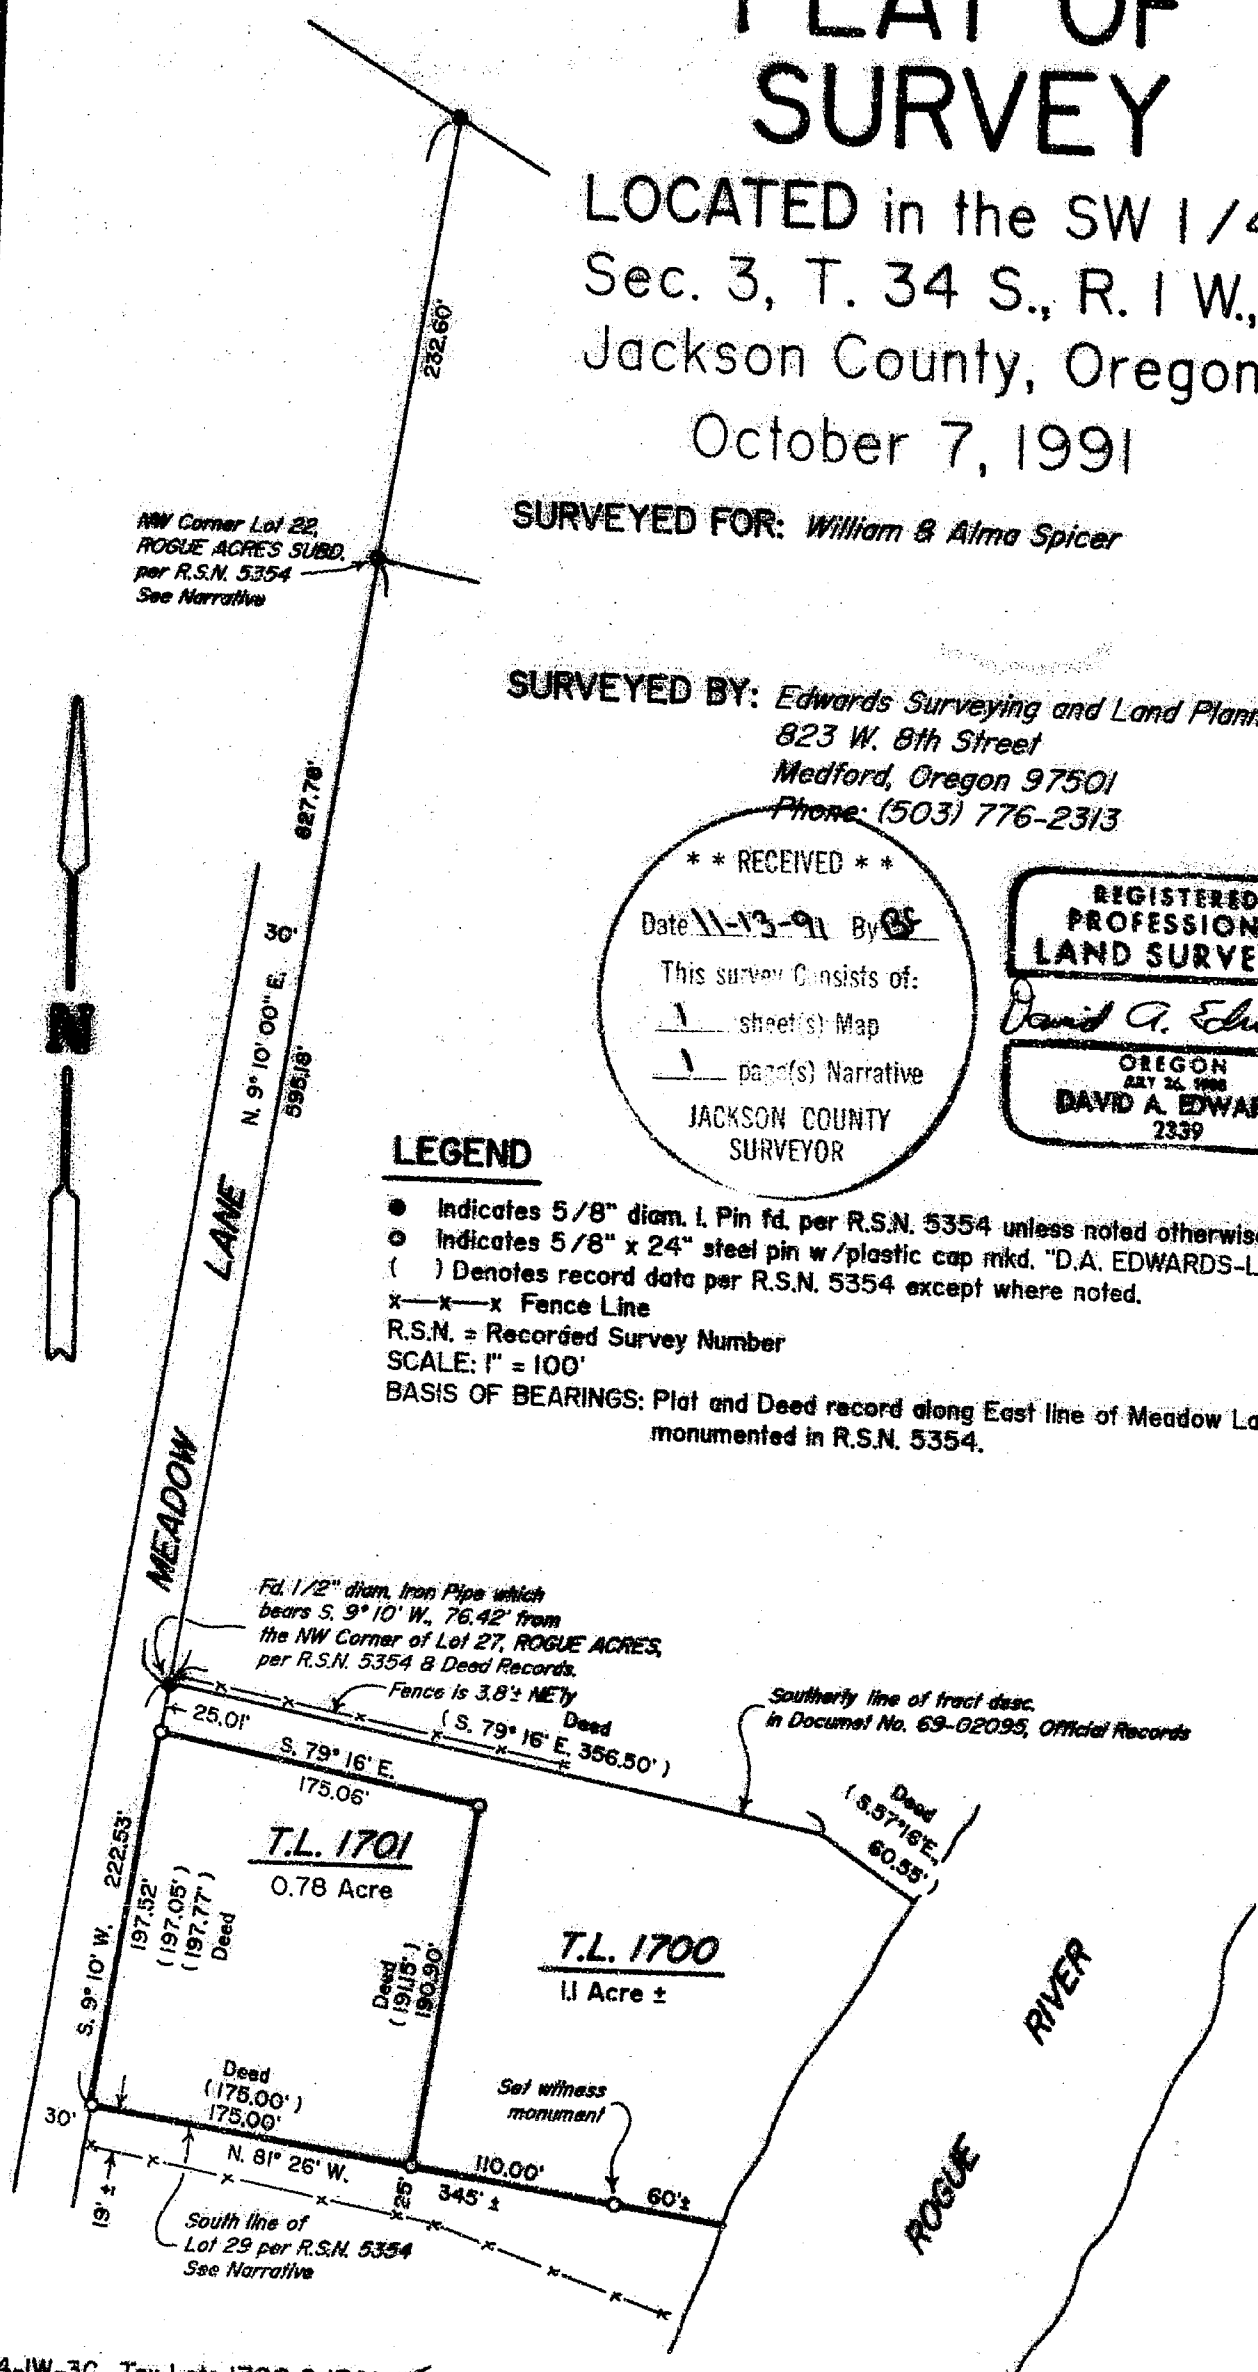 PLAT OF
SURVEY
LOCATED in the SW 1/4
Sec. 3, T. 34 S., R. 1 W.,
Jackson County, Oregon
October 7, 1991
SURVEYED FOR: William & Alma Spicer
SURVEYED BY: Edwards Surveying and Land Plann
823 W. 8th Street
Medford, Oregon 97501
Phone: (503) 776-2313
* * RECEIVED * *
Date 11-13-91 By
This survey Consists of:
1 sheet(s) Map
1 page(s) Narrative
JACKSON COUNTY
SURVEYOR
REGISTERED
PROFESSION
LAND SURVE
David A. Edw
OREGON
JULY 26,
DAVID A. EDWAR
2339
232.60'
NW Corner Lot 22,
ROGUE ACRES SUBD.
per R.S.N. 5354
See Narrative
827.78'
30'
N. 9° 10' 00" E.
595.18'
N
MEADOW LANE
LEGEND
● Indicates 5/8" diam. I. Pin fd. per R.S.N. 5354 unless noted otherwise
o Indicates 5/8" x 24" steel pin w/plastic cap mkd. "D.A. EDWARDS-L
( ) Denotes record data per R.S.N. 5354 except where noted.
x—x—x Fence Line
R.S.N. = Recorded Survey Number
SCALE: 1" = 100'
BASIS OF BEARINGS: Plat and Deed record along East line of Meadow La
monumented in R.S.N. 5354.
Fd. 1/2" diam. Iron Pipe which
bears S. 9° 10' W., 76.42' from
the NW Corner of Lot 27, ROGUE ACRES,
per R.S.N. 5354 & Deed Records.
Fence is 3.8'± NE'ly
Deed
( S. 79° 16' E. 356.50' )
Southerly line of tract desc.
in Documet No. 69-02095, Official Records
25.01'
S. 79° 16' E.
175.06'
Deed
( S.57°16'E.,
60.55' )
T.L. 1701
0.78 Acre
S. 9° 10' W. 222.53'
197.52'
( 197.05' )
( 197.77' )
Deed
Deed
( 191.15' )
190.90'
T.L. 1700
1.1 Acre ±
ROGUE RIVER
Deed
( 175.00' )
175.00'
N. 81° 26' W.
Set witness
monument
30'
19' ±
25'
110.00'
345' ±
60'±
South line of
Lot 29 per R.S.N. 5354
See Narrative